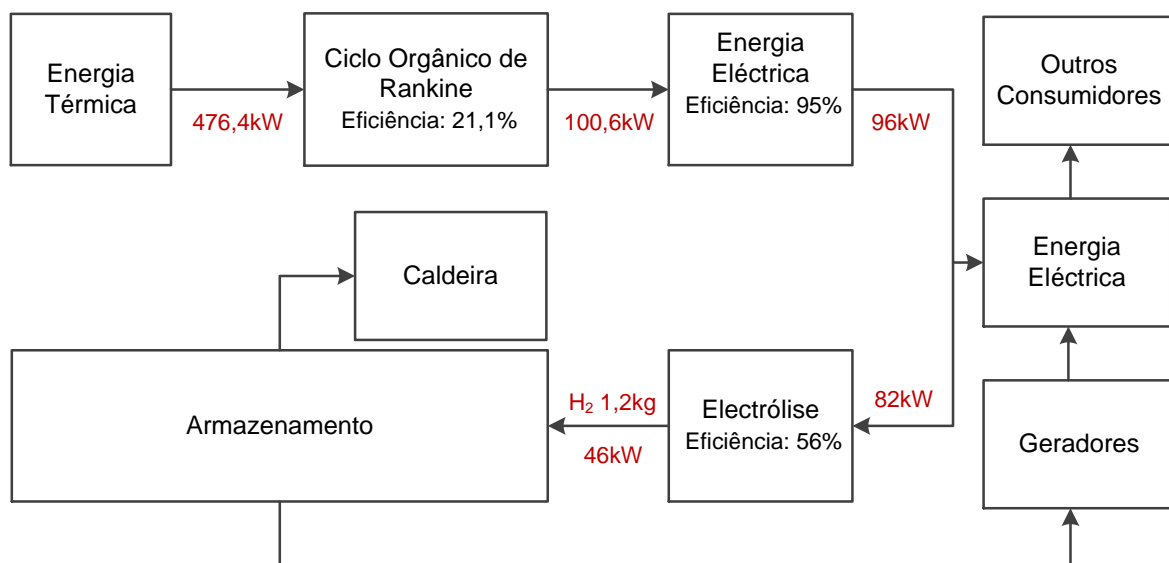 Energia
Térmica
476,4kW
Ciclo Orgânico de
Rankine
Eficiência: 21,1%
100,6kW
Energia
Eléctrica
Eficiência: 95%
96kW
Outros
Consumidores
Energia
Eléctrica
Caldeira
Armazenamento
H₂ 1,2kg
46kW
Electrólise
Eficiência: 56%
82kW
Geradores